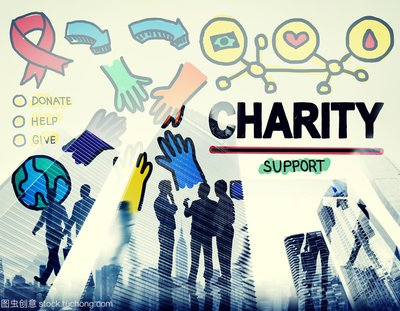 DONATE
HELP
GIVE
CHARITY
SUPPORT
图虫创意 stock.tuchong.com